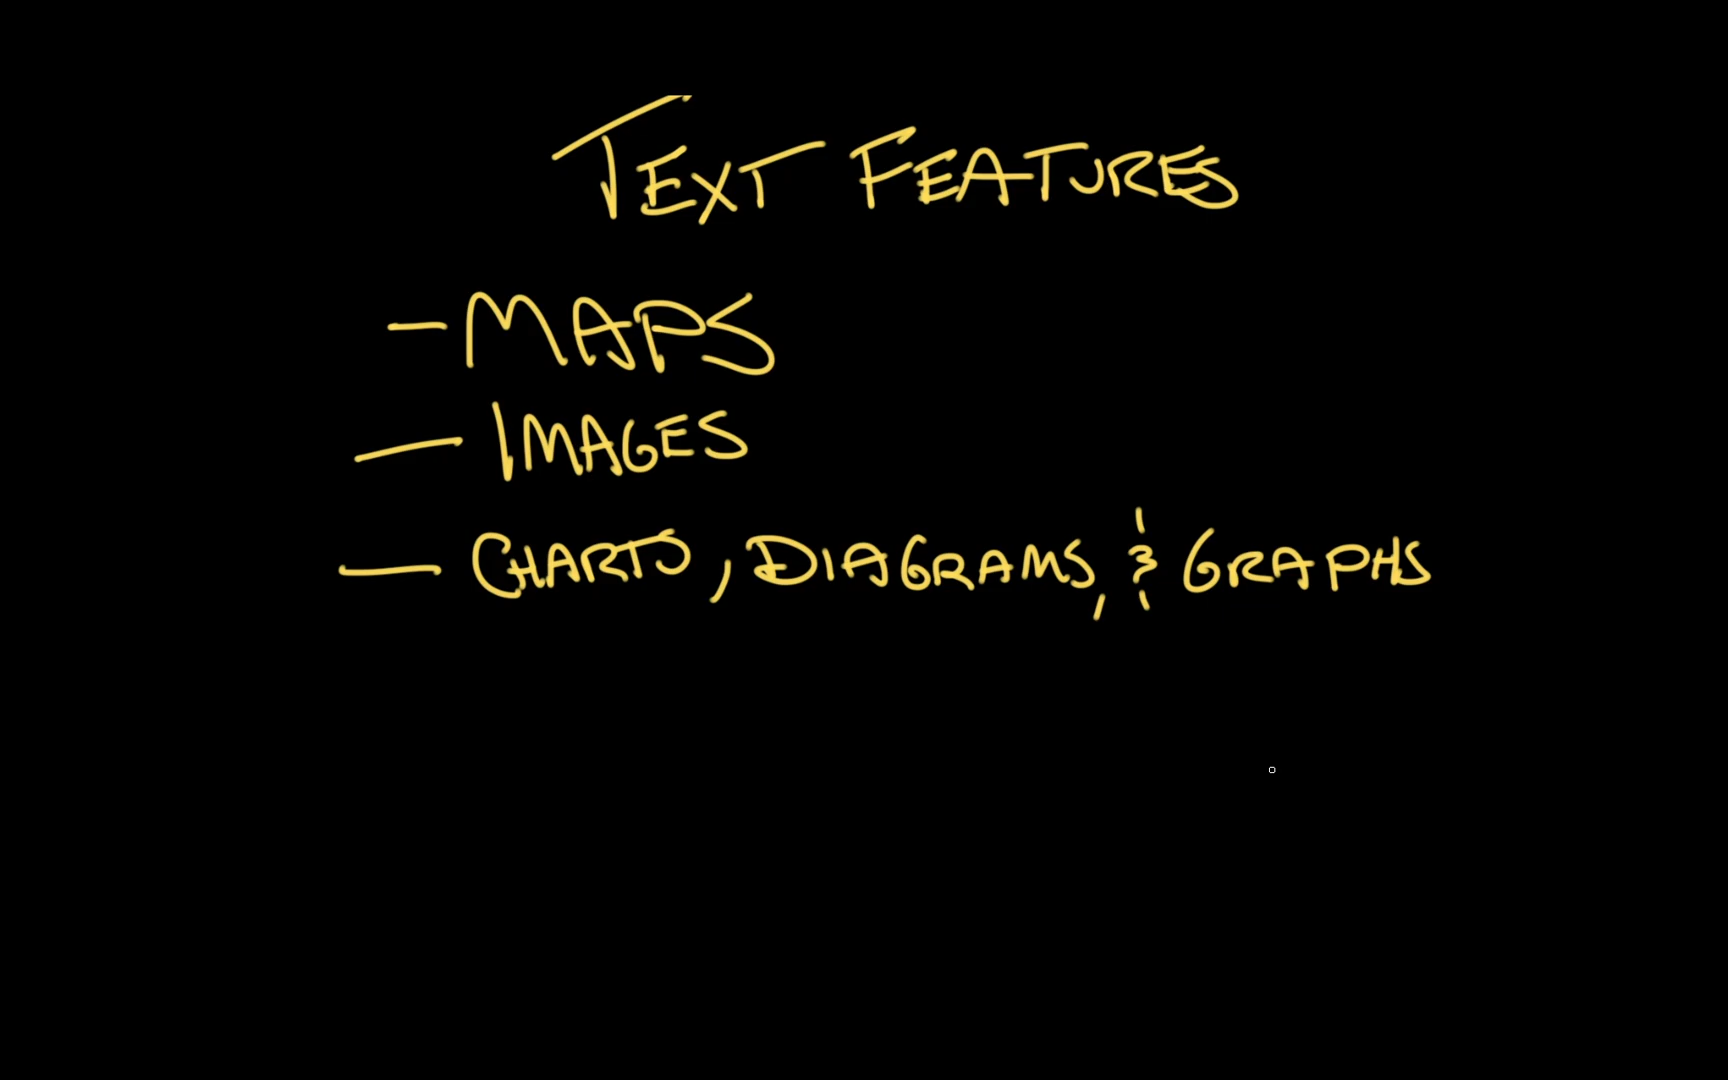 TEXT FEATURES
- MAPS
- IMAGES
- CHARTS, DIAGRAMS, & GRAPHS